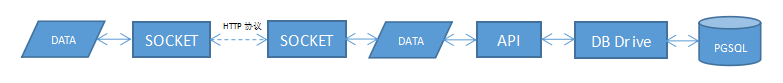 HTTP 协议
DATA
SOCKET
SOCKET
DATA
API
DB Drive
PGSQL